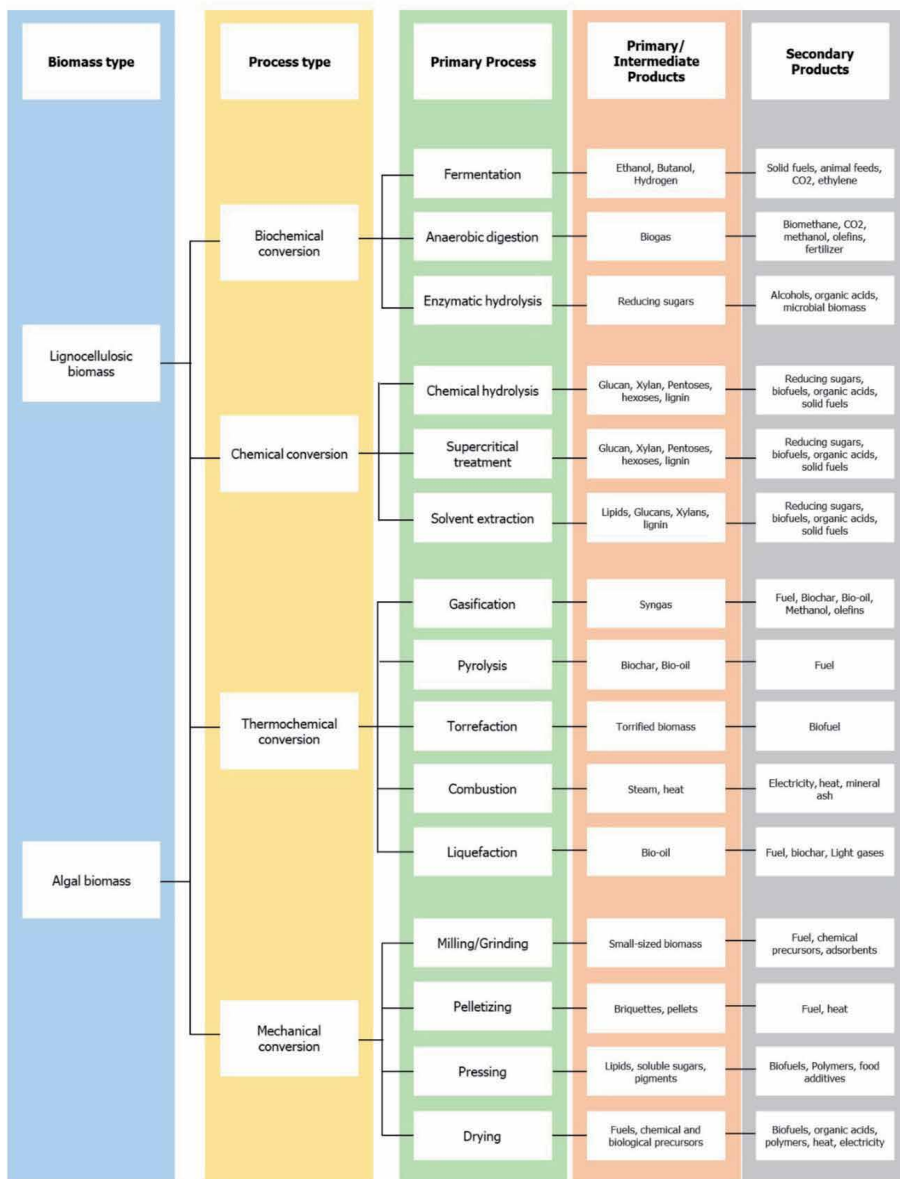 Biomass type
Process type
Primary Process
Primary/
Intermediate
Products
Secondary
Products
Lignocellulosic
biomass
Algal biomass
Biochemical
conversion
Fermentation
Ethanol, Butanol,
Hydrogen
Solid fuels, animal feeds,
CO2, ethylene
Anaerobic digestion
Biogas
Biomethane, CO2,
methanol, olefins,
fertilizer
Enzymatic hydrolysis
Reducing sugars
Alcohols, organic acids,
microbial biomass
Chemical conversion
Chemical hydrolysis
Glucan, Xylan, Pentoses,
hexoses, lignin
Reducing sugars,
biofuels, organic acids,
solid fuels
Supercritical
treatment
Glucan, Xylan, Pentoses,
hexoses, lignin
Reducing sugars,
biofuels, organic acids,
solid fuels
Solvent extraction
Lipids, Glucans, Xylans,
lignin
Reducing sugars,
biofuels, organic acids,
solid fuels
Thermochemical
conversion
Gasification
Syngas
Fuel, Biochar, Bio-oil,
Methanol, olefins
Pyrolysis
Biochar, Bio-oil
Fuel
Torrefaction
Torrified biomass
Biofuel
Combustion
Steam, heat
Electricity, heat, mineral
ash
Liquefaction
Bio-oil
Fuel, biochar, Light gases
Mechanical
conversion
Milling/Grinding
Small-sized biomass
Fuel, chemical
precursors, adsorbents
Pelletizing
Briquettes, pellets
Fuel, heat
Pressing
Lipids, soluble sugars,
pigments
Biofuels, Polymers, food
additives
Drying
Fuels, chemical and
biological precursors
Biofuels, organic acids,
polymers, heat, electricity